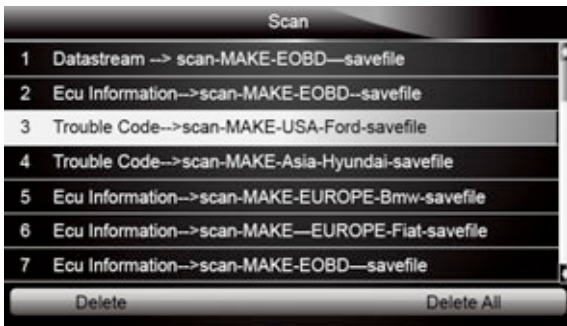 Scan
1 Datastream --> scan-MAKE-EOBD—savefile
2 Ecu Information-->scan-MAKE-EOBD--savefile
3 Trouble Code-->scan-MAKE-USA-Ford-savefile
4 Trouble Code-->scan-MAKE-Asia-Hyundai-savefile
5 Ecu Information-->scan-MAKE-EUROPE-Bmw-savefile
6 Ecu Information-->scan-MAKE—EUROPE-Fiat-savefile
7 Ecu Information-->scan-MAKE-EOBD—savefile
Delete Delete All